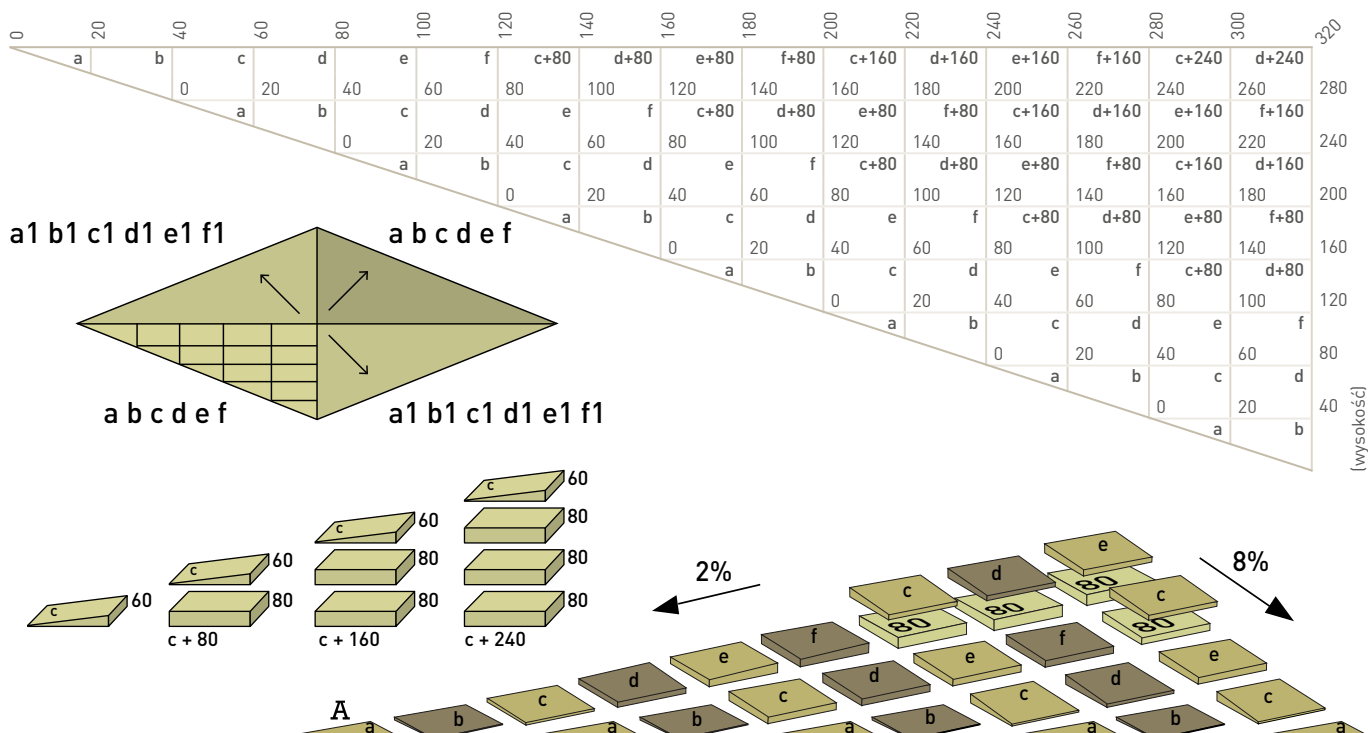 0 20 40 60 80 100 120 140 160 180 200 220 240 260 280 300 320
a b c d e f c+80 d+80 e+80 f+80 c+160 d+160 e+160 f+160 c+240 d+240
0 20 40 60 80 100 120 140 160 180 200 220 240 260 280
a b c d e f c+80 d+80 e+80 f+80 c+160 d+160 e+160 f+160
0 20 40 60 80 100 120 140 160 180 200 220 240
a b c d e f c+80 d+80 e+80 f+80 c+160 d+160
0 20 40 60 80 100 120 140 160 180 200
a b c d e f c+80 d+80 e+80 f+80
0 20 40 60 80 100 120 140 160
a b c d e f c+80 d+80
0 20 40 60 80 100 120
a b c d e f
0 20 40 60 80
a b c d
0 20 40
a b
(wysokość)
a1 b1 c1 d1 e1 f1
a b c d e f
a b c d e f
a1 b1 c1 d1 e1 f1
c 60
c 60 80
c + 80
c 60 80 80
c + 160
c 60 80 80 80
c + 240
2%
8%
e
d 80
c 80 c
80 80
f f
e e e
d d d
c c c c
A
b b b
a a a a a